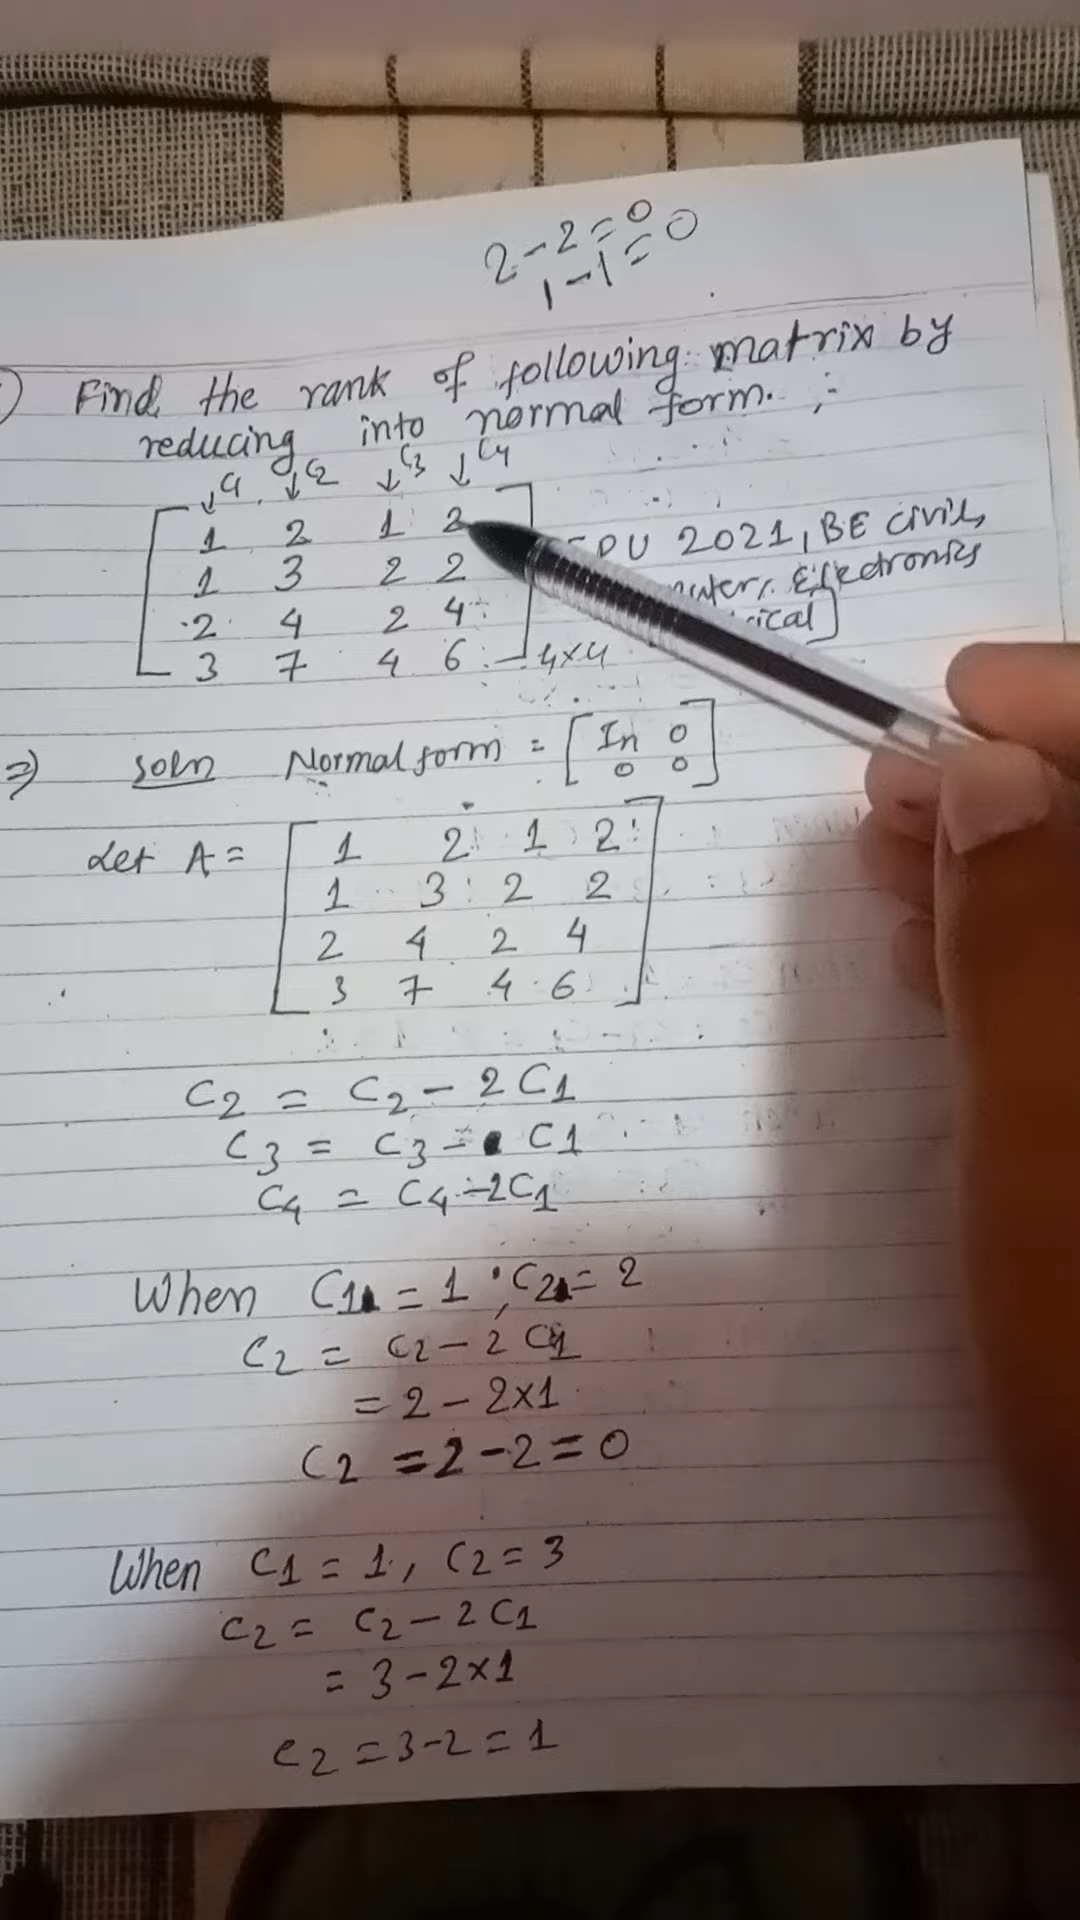 2-2=0
1-1=0
Find the rank of following matrix by
reducing into normal form. :-
C1 C2 C3 C4
1 2 1 2
1 3 2 2
2 4 2 4
3 7 4 6 4×4
PU 2021, BE civil,
Electronics
⇒ Soln Normal form = [In 0
0 0]
Let A = 1 2 1 2
1 3 2 2
2 4 2 4
3 7 4 6
C2 = C2 - 2C1
C3 = C3 - C1
C4 = C4 - 2C1
When C1 = 1, C2 = 2
C2 = C2 - 2 C1
= 2 - 2×1
C2 = 2 - 2 = 0
When C1 = 1, C2 = 3
C2 = C2 - 2 C1
= 3 - 2×1
C2 = 3 - 2 = 1